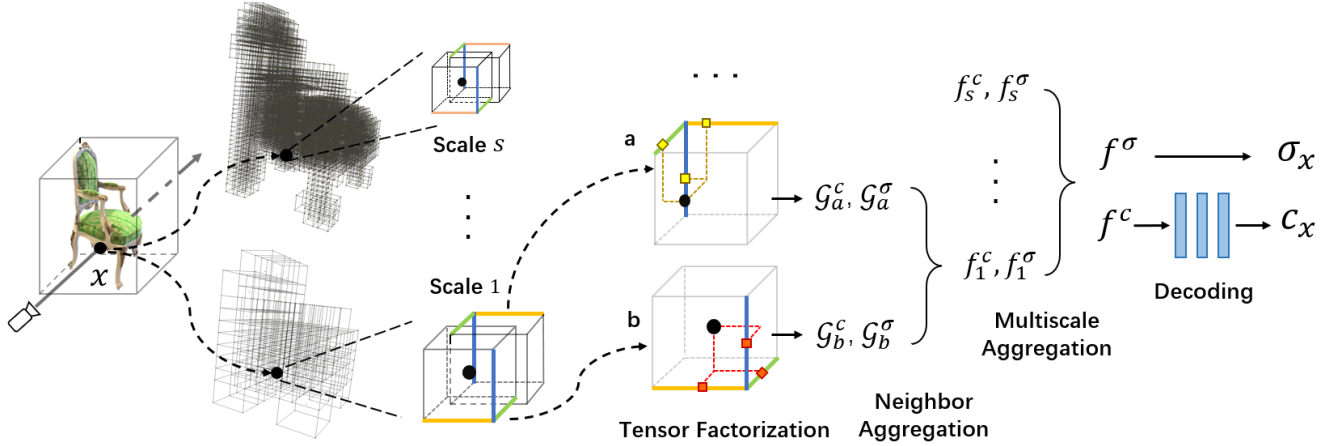 x
Scale S
Scale 1
. . .
a
b
𝒢_a^c, 𝒢_a^σ
𝒢_b^c, 𝒢_b^σ
Tensor Factorization
Neighbor
Aggregation
f_s^c, f_s^σ
f_1^c, f_1^σ
Multiscale
Aggregation
f^σ
σ_x
f^c
c_x
Decoding